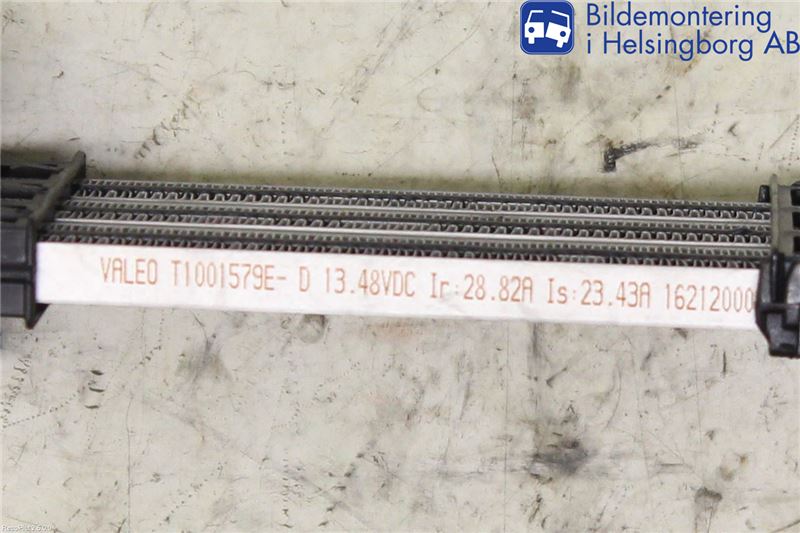 Bildemontering
i Helsingborg AB
VALEO T1001579E- D 13.48VDC Ir:28.82A Is:23.43A 16212000